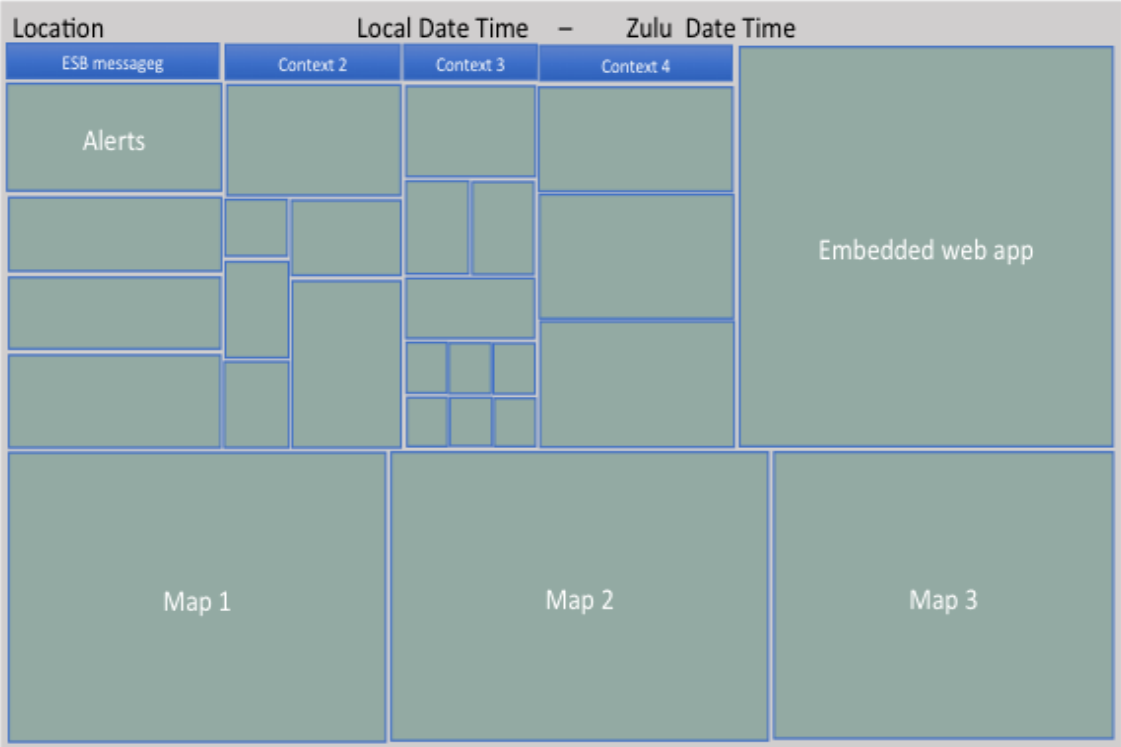 Location Local Date Time – Zulu Date Time
ESB messageg Context 2 Context 3 Context 4
Alerts
Embedded web app
Map 1 Map 2 Map 3